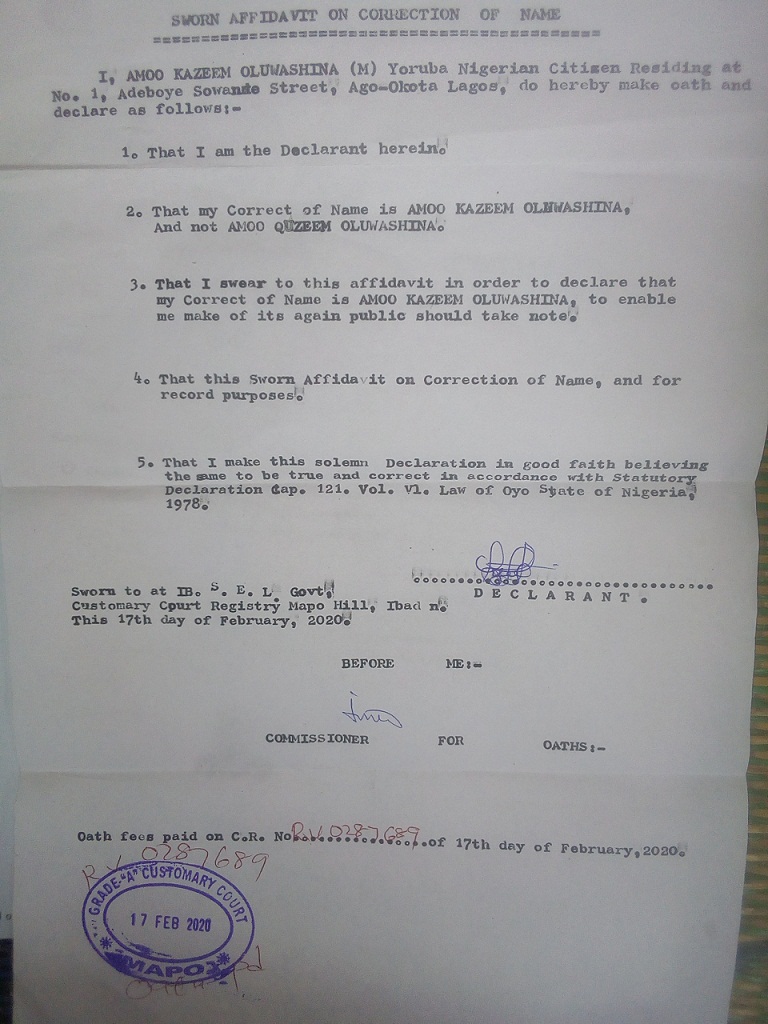 SWORN AFFIDAVIT ON CORRECTION OF NAME
I, AMOO KAZEEM OLUWASHINA (M) Yoruba Nigerian Citizen Residing at
No. 1, Adeboye Sowande Street, Ago-Okota Lagos, do hereby make oath and
declare as follows:-
1. That I am the Declarant herein.
2. That my Correct of Name is AMOO KAZEEM OLUWASHINA,
And not AMOO QUZEEM OLUWASHINA.
3. That I swear to this affidavit in order to declare that
my Correct of Name is AMOO KAZEEM OLUWASHINA, to enable
me make of its again public should take note.
4. That this Sworn Affidavit on Correction of Name, and for
record purposes.
5. That I make this solemn Declaration in good faith believing
the same to be true and correct in accordance with Statutory
Declaration Cap. 121. Vol. Vl. Law of Oyo State of Nigeria,
1978.
DECLARANT.
Sworn to at IB. S. E. L. Govt,
Customary Court Registry Mapo Hill, Ibad n.
This 17th day of February, 2020.
BEFORE ME:-
COMMISSIONER FOR OATHS:-
Oath fees paid on C.R. No R.V 0287689 of 17th day of February, 2020.
R.V 0287689
GRADE "A" CUSTOMARY COURT
17 FEB 2020
MAPO